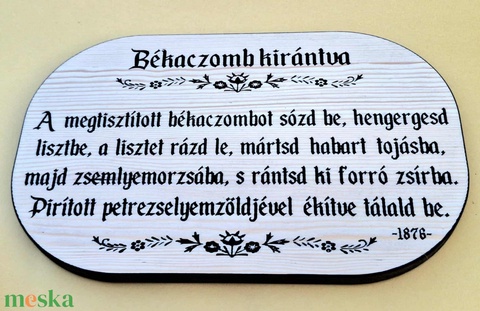 Békaczomb kirántva
A megtisztított békaczombot sózd be, hengergesd
lisztbe, a lisztet rázd le, mártsd habart tojásba,
majd zsemlyemorzsába, s rántsd ki forró zsírba.
Pirított petrezselyemzöldjével ékítve tálald be.
-1876-
meska